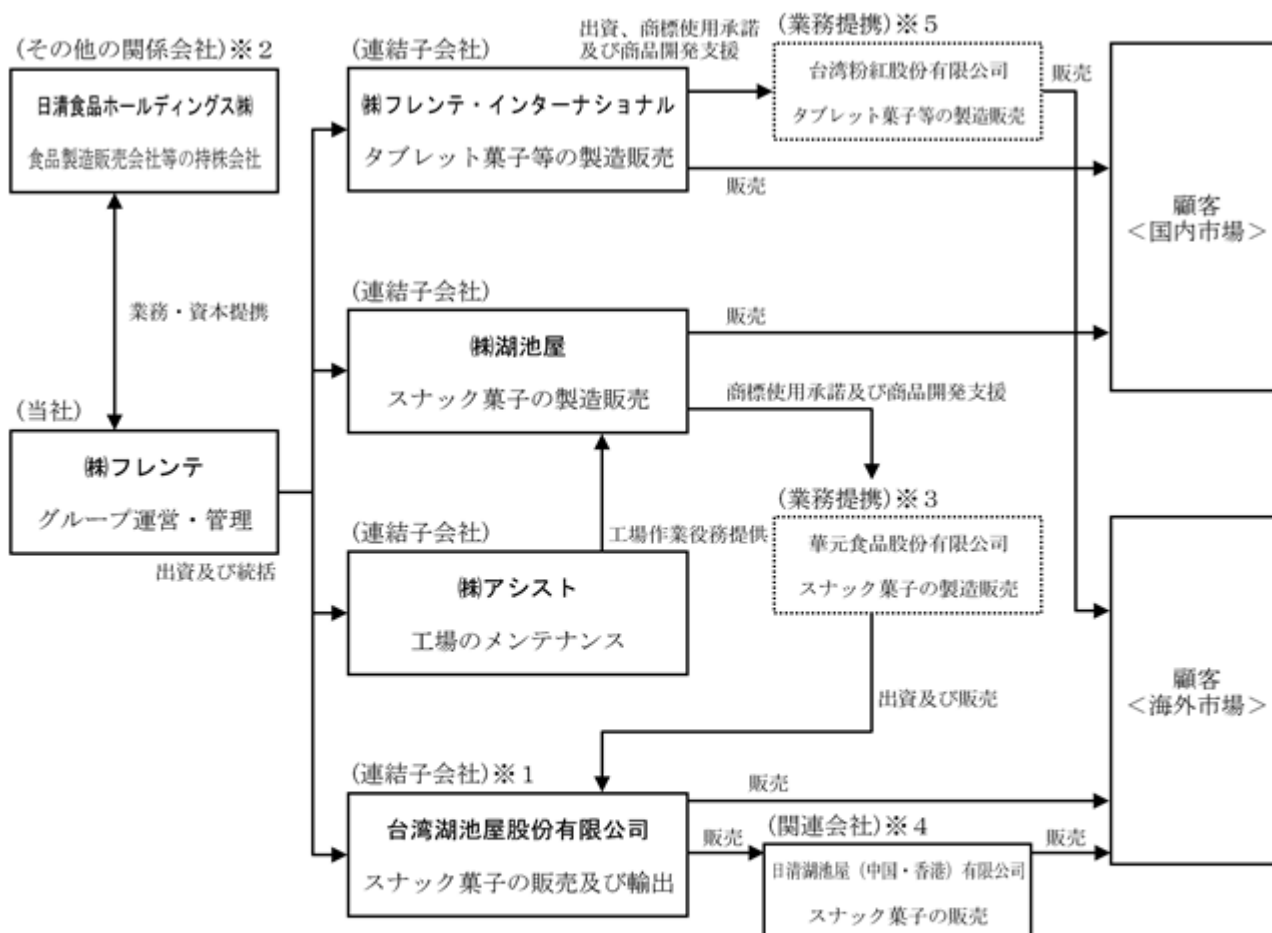 (その他の関係会社)※２
日清食品ホールディングス㈱
食品製造販売会社等の持株会社
業務・資本提携
(当社)
㈱フレンテ
グループ運営・管理
出資及び統括
(連結子会社)
㈱フレンテ・インターナショナル
タブレット菓子等の製造販売
出資、商標使用承諾
及び商品開発支援
(業務提携)※５
台湾粉紅股份有限公司
タブレット菓子等の製造販売
販売
販売
顧客
＜国内市場＞
(連結子会社)
㈱湖池屋
スナック菓子の製造販売
販売
商標使用承諾及び商品開発支援
(業務提携)※３
華元食品股份有限公司
スナック菓子の製造販売
出資及び販売
(連結子会社)
㈱アシスト
工場のメンテナンス
工場作業役務提供
(連結子会社)※１
台湾湖池屋股份有限公司
スナック菓子の販売及び輸出
販売
販売
(関連会社)※４
日清湖池屋（中国・香港）有限公司
スナック菓子の販売
販売
顧客
＜海外市場＞